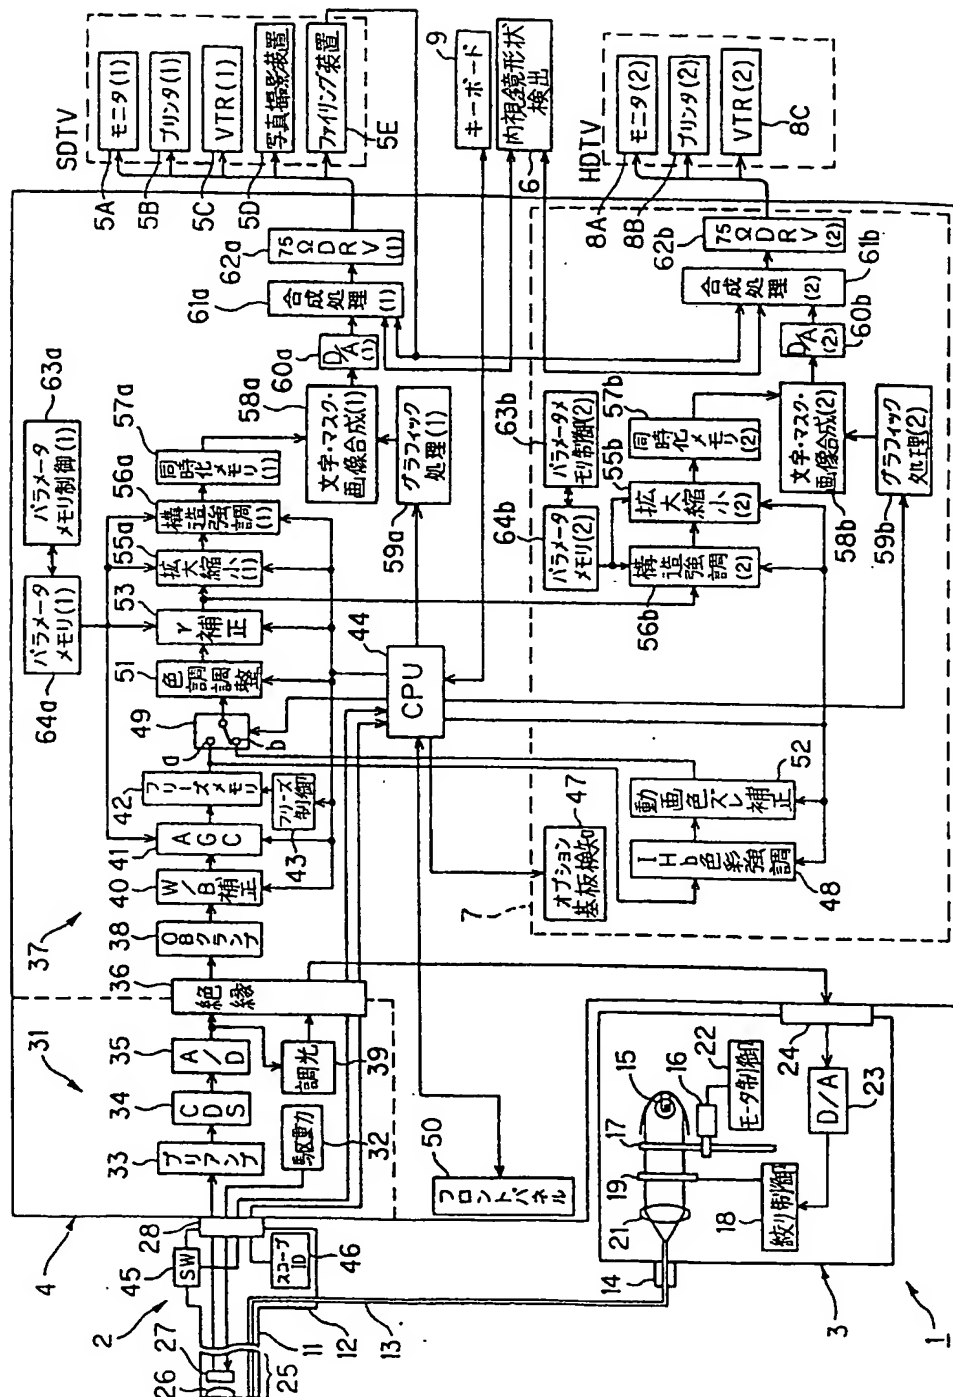 SDTV
5A
モニタ(1)
5B
プリンタ(1)
5C
VTR(1)
5D
写真撮影装置
ファイリング装置
5E
9
キーボード
内視鏡形状
検出
6
HDTV
8A
モニタ(2)
8B
プリンタ(2)
VTR(2)
8C
62a
75
Ω
DRV
(1)
61a
合成処理
(1)
60a
D/A
(1)
62b
75
Ω
DRV
(2)
合成処理
(2)
61b
D/A
(2)
60b
63a
パラメータ
メモリ制御(1)
パラメータ
メモリ(1)
64a
57a
同時化メモリ
(1)
56a
構造強調
(1)
55a
拡大縮小
(1)
53
γ補正
51
色調調整
49
a
b
58a
文字・マスク・
画像合成(1)
グラフィック
処理(1)
59a
63b
パラメータメ
モリ制御(2)
64b
パラメータ
メモリ(2)
57b
同時化メモリ
(2)
55b
拡大縮小
(2)
構造強調
(2)
56b
文字・マスク・
画像合成(2)
58b
グラフィック
処理(2)
59b
44
CPU
42
フリーズメモリ
フリーズ
制御
43
41
AGC
40
W/B補正
38
OBクランプ
37
36
絶縁
52
動画色ズレ補正
IHb色彩強調
48
47
オプション
基板検知
7
31
35
A/D
34
CDS
33
プリアンプ
調光
39
駆動
32
50
フロントパネル
4
28
45
SW
スコープ
ID
46
2
27
26
25
11
12
13
14
15
16
17
19
21
22
モータ制御
24
D/A
23
18
絞り制御
3
1